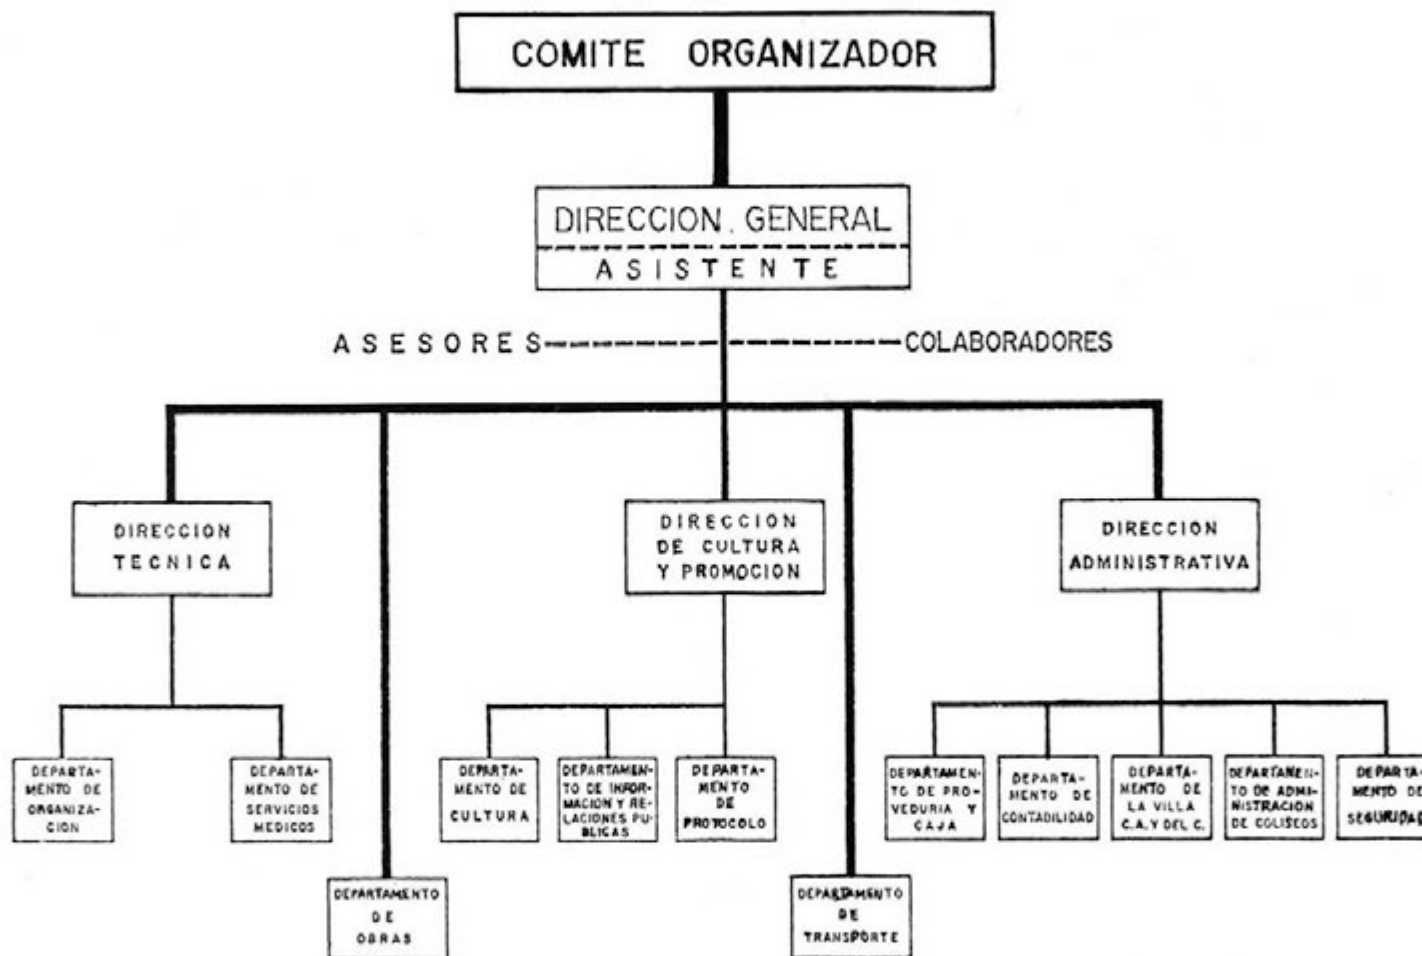 COMITE ORGANIZADOR
DIRECCION GENERAL
ASISTENTE
ASESORES
COLABORADORES
DIRECCION
TECNICA
DIRECCION
DE CULTURA
Y PROMOCION
DIRECCION
ADMINISTRATIVA
DEPARTA-
MENTO DE
ORGANIZA-
CION
DEPARTA-
MENTO DE
SERVICIOS
MEDICOS
DEPARTA-
MENTO DE
CULTURA
DEPARTAMEN-
TO DE INFOR-
MACION Y RE-
LACIONES PU-
BLICAS
DEPARTA-
MENTO
DE
PROTOCOLO
DEPARTAMEN-
TO DE PRO-
VEDURIA Y
CAJA
DEPARTA-
MENTO DE
CONTABILIDAD
DEPARTA-
MENTO DE
LA VILLA
C.A.Y DEL C.
DEPARTAMEN-
TO DE ADMI-
NISTRACION
DE COLISEOS
DEPARTA-
MENTO DE
SEGURIDAD
DEPARTAMENTO
DE
OBRAS
DEPARTAMENTO
DE
TRANSPORTE